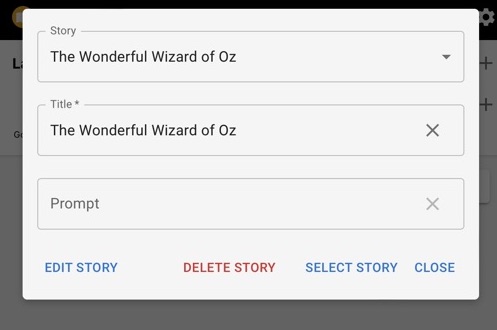 Story
The Wonderful Wizard of Oz
Title *
The Wonderful Wizard of Oz
Prompt
EDIT STORY DELETE STORY SELECT STORY CLOSE